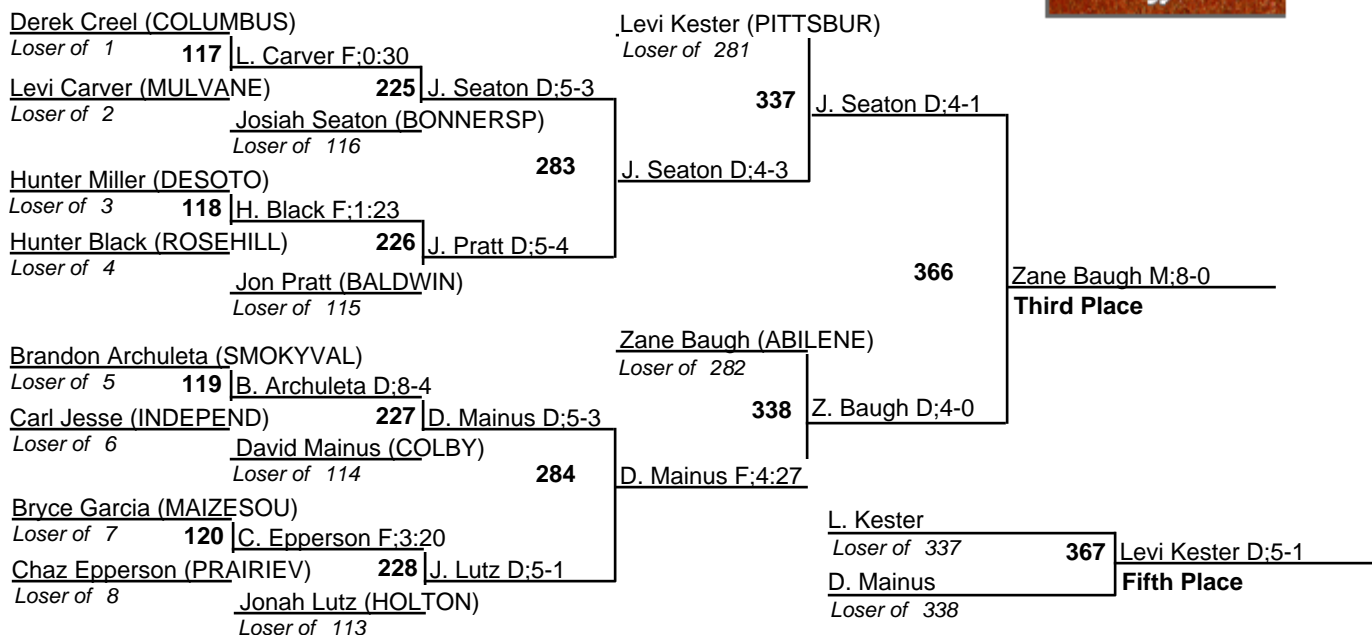 Derek Creel (COLUMBUS)
Loser of 1
117
L. Carver F;0:30
Levi Carver (MULVANE)
Loser of 2
225
J. Seaton D;5-3
Josiah Seaton (BONNERSP)
Loser of 116
283
J. Seaton D;4-3
Hunter Miller (DESOTO)
Loser of 3
118
H. Black F;1:23
Hunter Black (ROSEHILL)
Loser of 4
226
J. Pratt D;5-4
Jon Pratt (BALDWIN)
Loser of 115
Levi Kester (PITTSBUR)
Loser of 281
337
J. Seaton D;4-1
366
Zane Baugh M;8-0
Third Place
Brandon Archuleta (SMOKYVAL)
Loser of 5
119
B. Archuleta D;8-4
Carl Jesse (INDEPEND)
Loser of 6
227
D. Mainus D;5-3
David Mainus (COLBY)
Loser of 114
284
D. Mainus F;4:27
Bryce Garcia (MAIZESOU)
Loser of 7
120
C. Epperson F;3:20
Chaz Epperson (PRAIRIEV)
Loser of 8
228
J. Lutz D;5-1
Jonah Lutz (HOLTON)
Loser of 113
Zane Baugh (ABILENE)
Loser of 282
338
Z. Baugh D;4-0
L. Kester
Loser of 337
367
Levi Kester D;5-1
D. Mainus
Fifth Place
Loser of 338